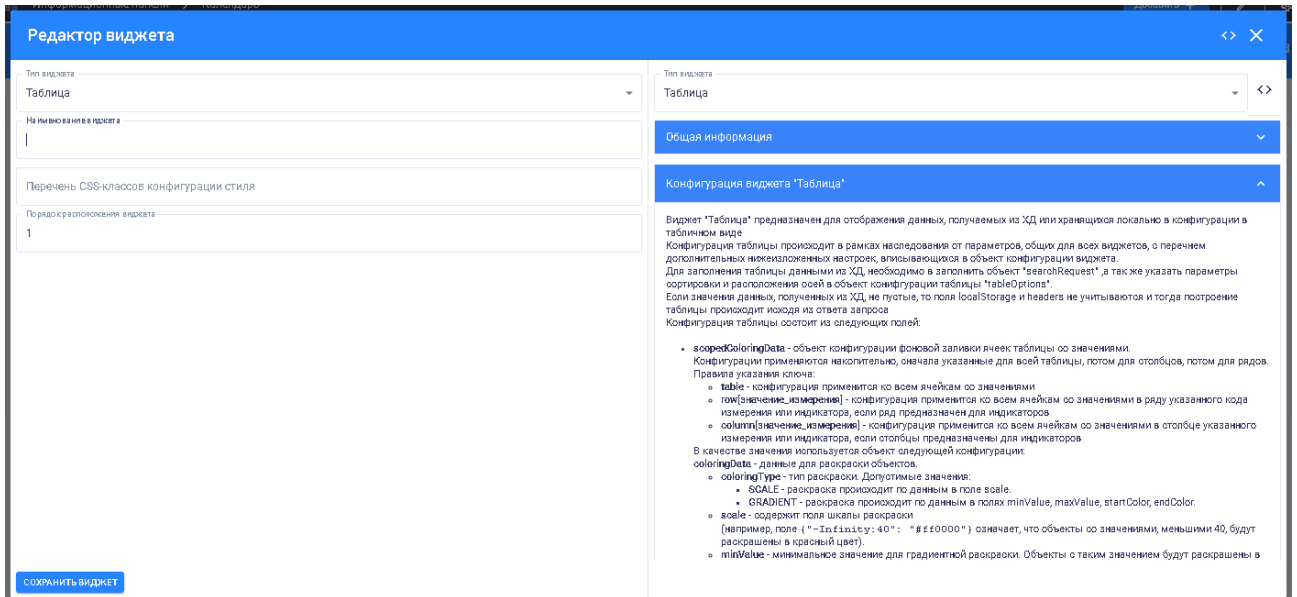 Информационные панели > Календарь
Добавить +
Редактор виджета
Тип виджета
Таблица
Наименование виджета
Перечень CSS-классов конфигурации стиля
Порядок расположения виджета
1
СОХРАНИТЬ ВИДЖЕТ
Тип виджета
Таблица
Общая информация
Конфигурация виджета "Таблица"
Виджет "Таблица" предназначен для отображения данных, получаемых из ХД или хранящихся локально в конфигурации в
табличном виде
Конфигурация таблицы происходит в рамках наследования от параметров, общих для всех виджетов, с перечнем
дополнительных нижеизложенных настроек, вписывающихся в объект конфигурации виджета.
Для заполнения таблицы данными из ХД, необходимо в заполнить объект "searchRequest" ,а так же указать параметры
сортировки и расположения осей в объект конифгурации таблицы "tableOptions".
Если значения данных, полученных из ХД, не пустые, то поля localStorage и headers не учитываются и тогда построение
таблицы происходит исходя из ответа запроса
Конфигурация таблицы состоит из следующих полей:
• scopedColoringData - объект конфигурации фоновой заливки ячеек таблицы со значениями.
Конфигурации применяются накопительно, сначала указанные для всей таблицы, потом для столбцов, потом для рядов.
Правила указания ключа:
◦ table - конфигурация применится ко всем ячейкам со значениями
◦ row[значение_измерения] - конфигурация применится ко всем ячейкам со значениями в ряду указанного кода
измерения или индикатора, если ряд предназначен для индикаторов
◦ column[значение_измерения] - конфигурация применится ко всем ячейкам со значениями в столбце указанного
измерения или индикатора, если столбцы предназначены для индикаторов
В качестве значения используется объект следующей конфигурации:
coloringData - данные для раскраски объектов.
◦ coloringType - тип раскраски. Допустимые значения:
▪ SCALE - раскраска происходит по данным в поле scale.
▪ GRADIENT - раскраска происходит по данным в полях minValue, maxValue, startColor, endColor.
◦ scale - содержит поля шкалы раскраски
(например, поле {"-Infinity:40": "#ff0000"} означает, что объекты со значениями, меньшими 40, будут
раскрашены в красный цвет).
◦ minValue - минимальное значение для градиентной раскраски. Объекты с таким значением будут раскрашены в